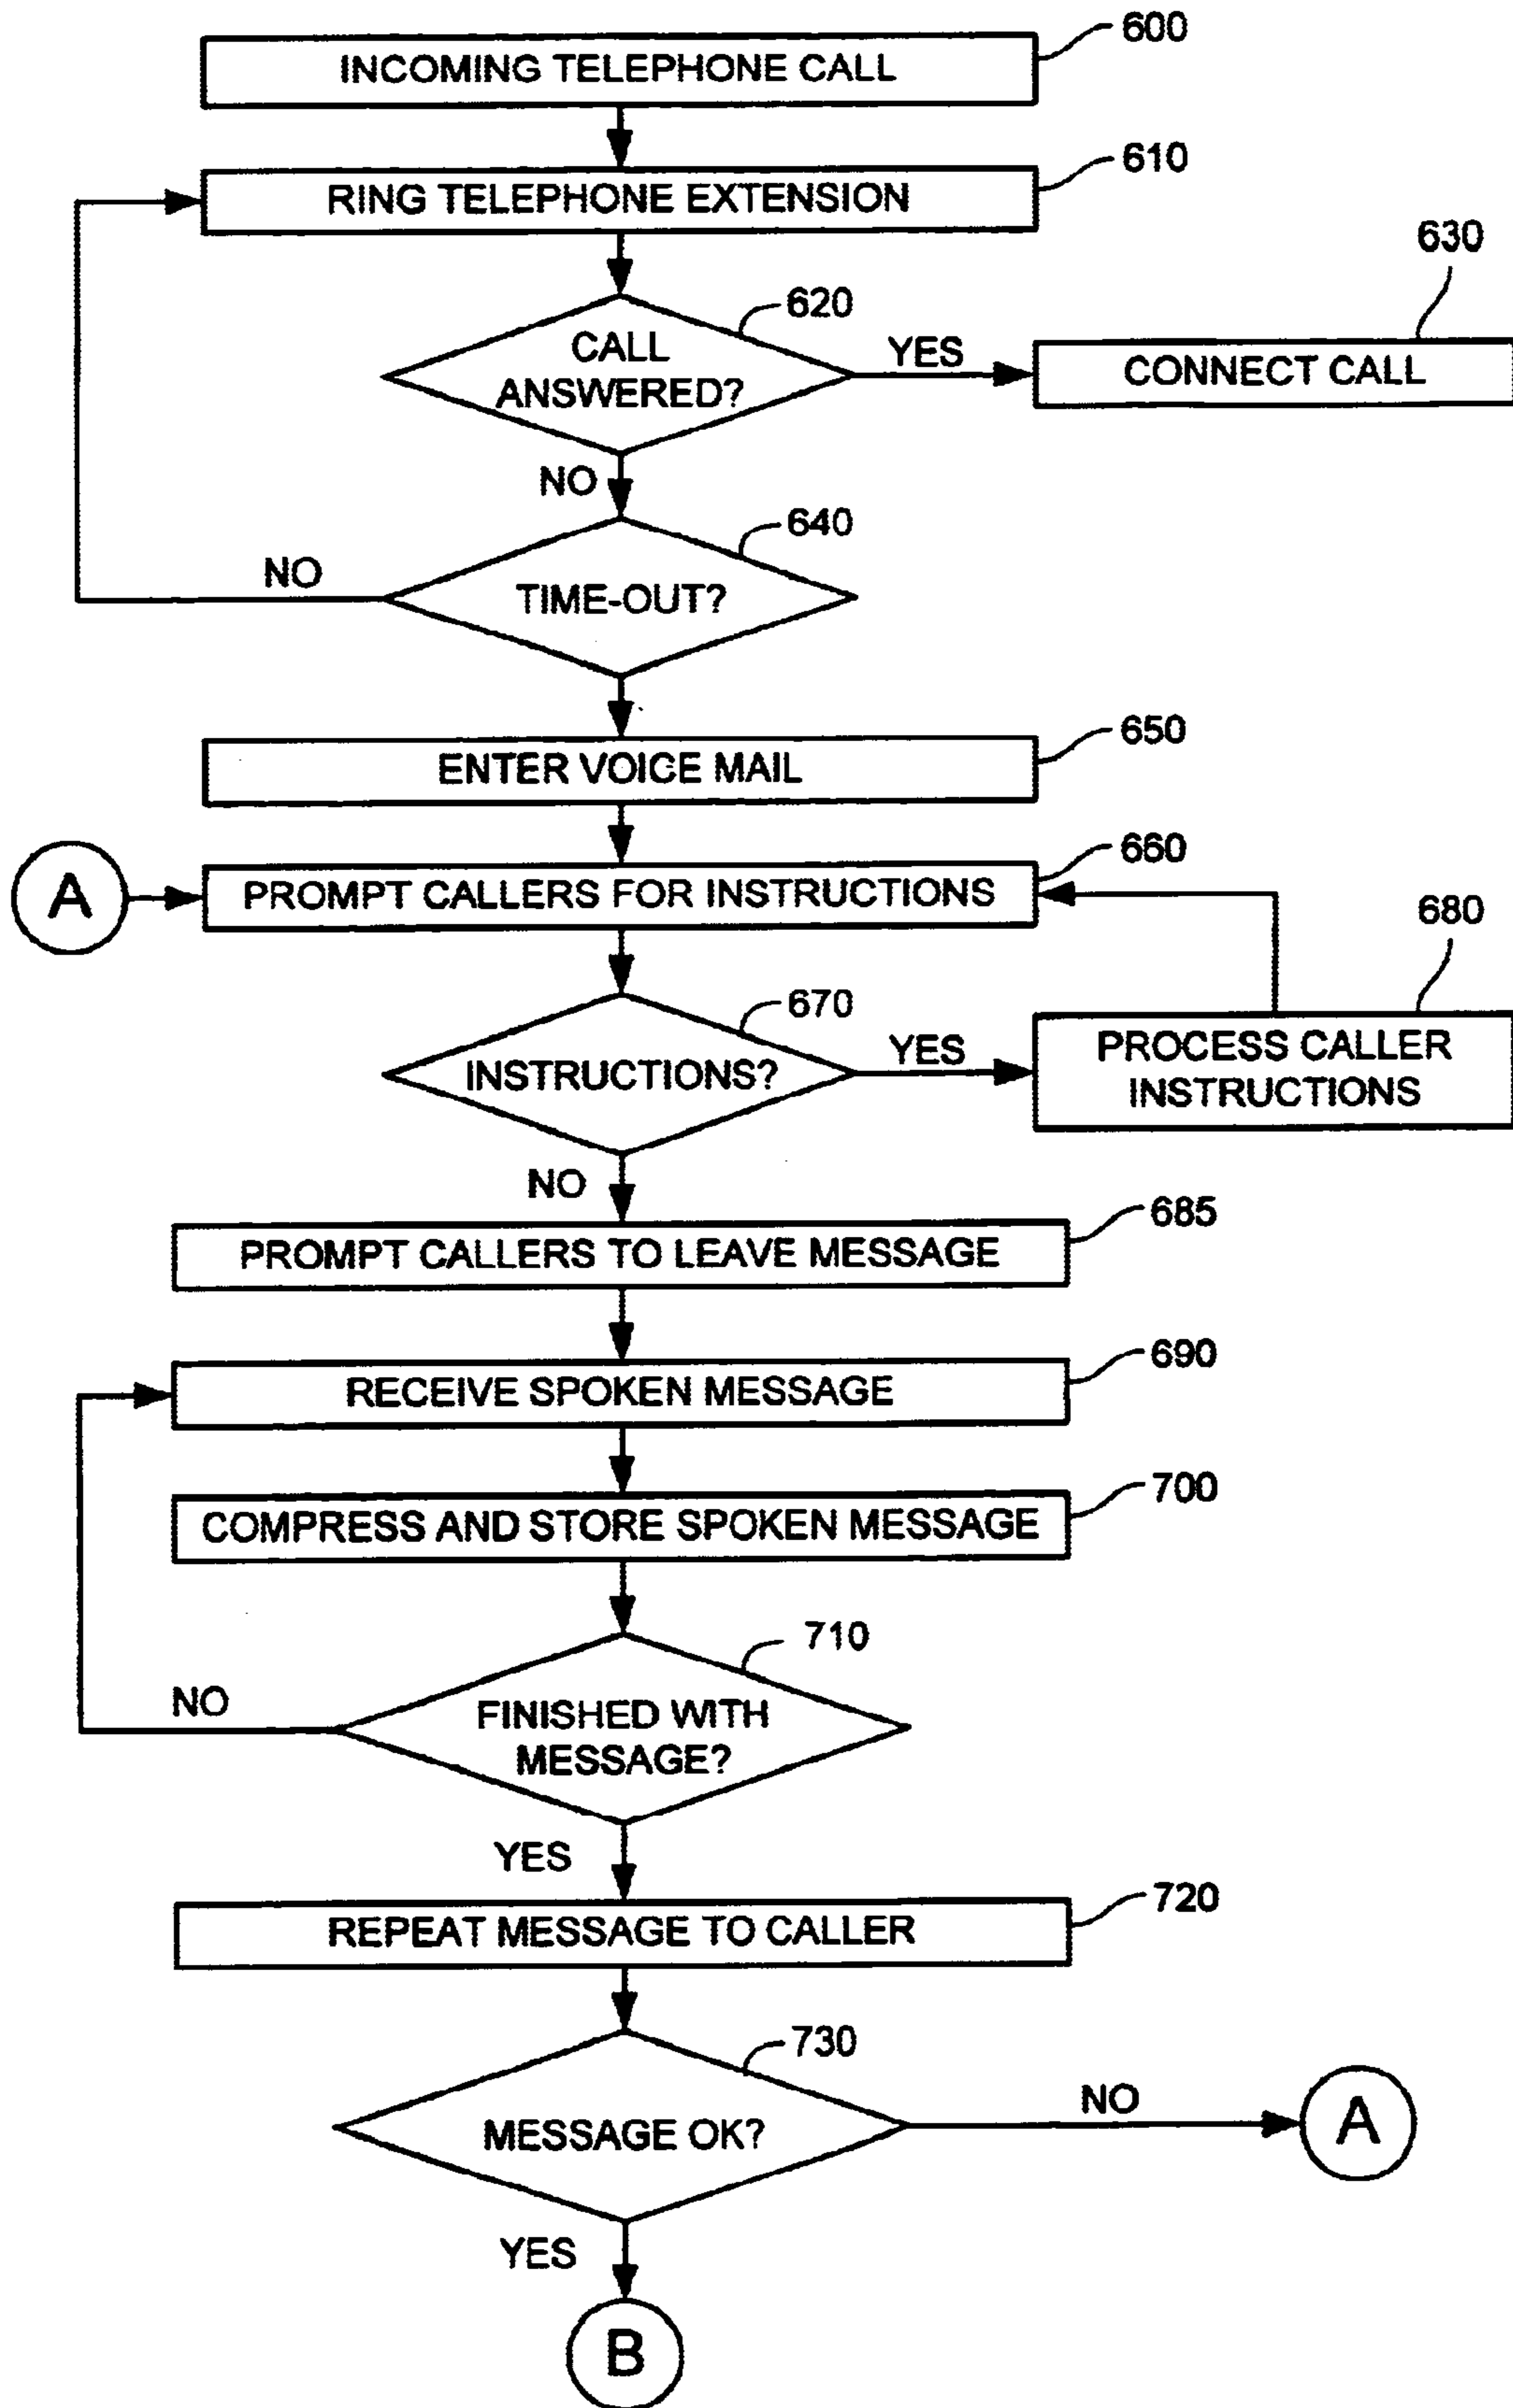 INCOMING TELEPHONE CALL
600
RING TELEPHONE EXTENSION
610
CALL
ANSWERED?
620
YES
CONNECT CALL
630
NO
TIME-OUT?
640
NO
ENTER VOICE MAIL
650
A
PROMPT CALLERS FOR INSTRUCTIONS
660
INSTRUCTIONS?
670
YES
PROCESS CALLER
INSTRUCTIONS
680
NO
PROMPT CALLERS TO LEAVE MESSAGE
685
RECEIVE SPOKEN MESSAGE
690
COMPRESS AND STORE SPOKEN MESSAGE
700
FINISHED WITH
MESSAGE?
710
NO
YES
REPEAT MESSAGE TO CALLER
720
MESSAGE OK?
730
NO
A
YES
B